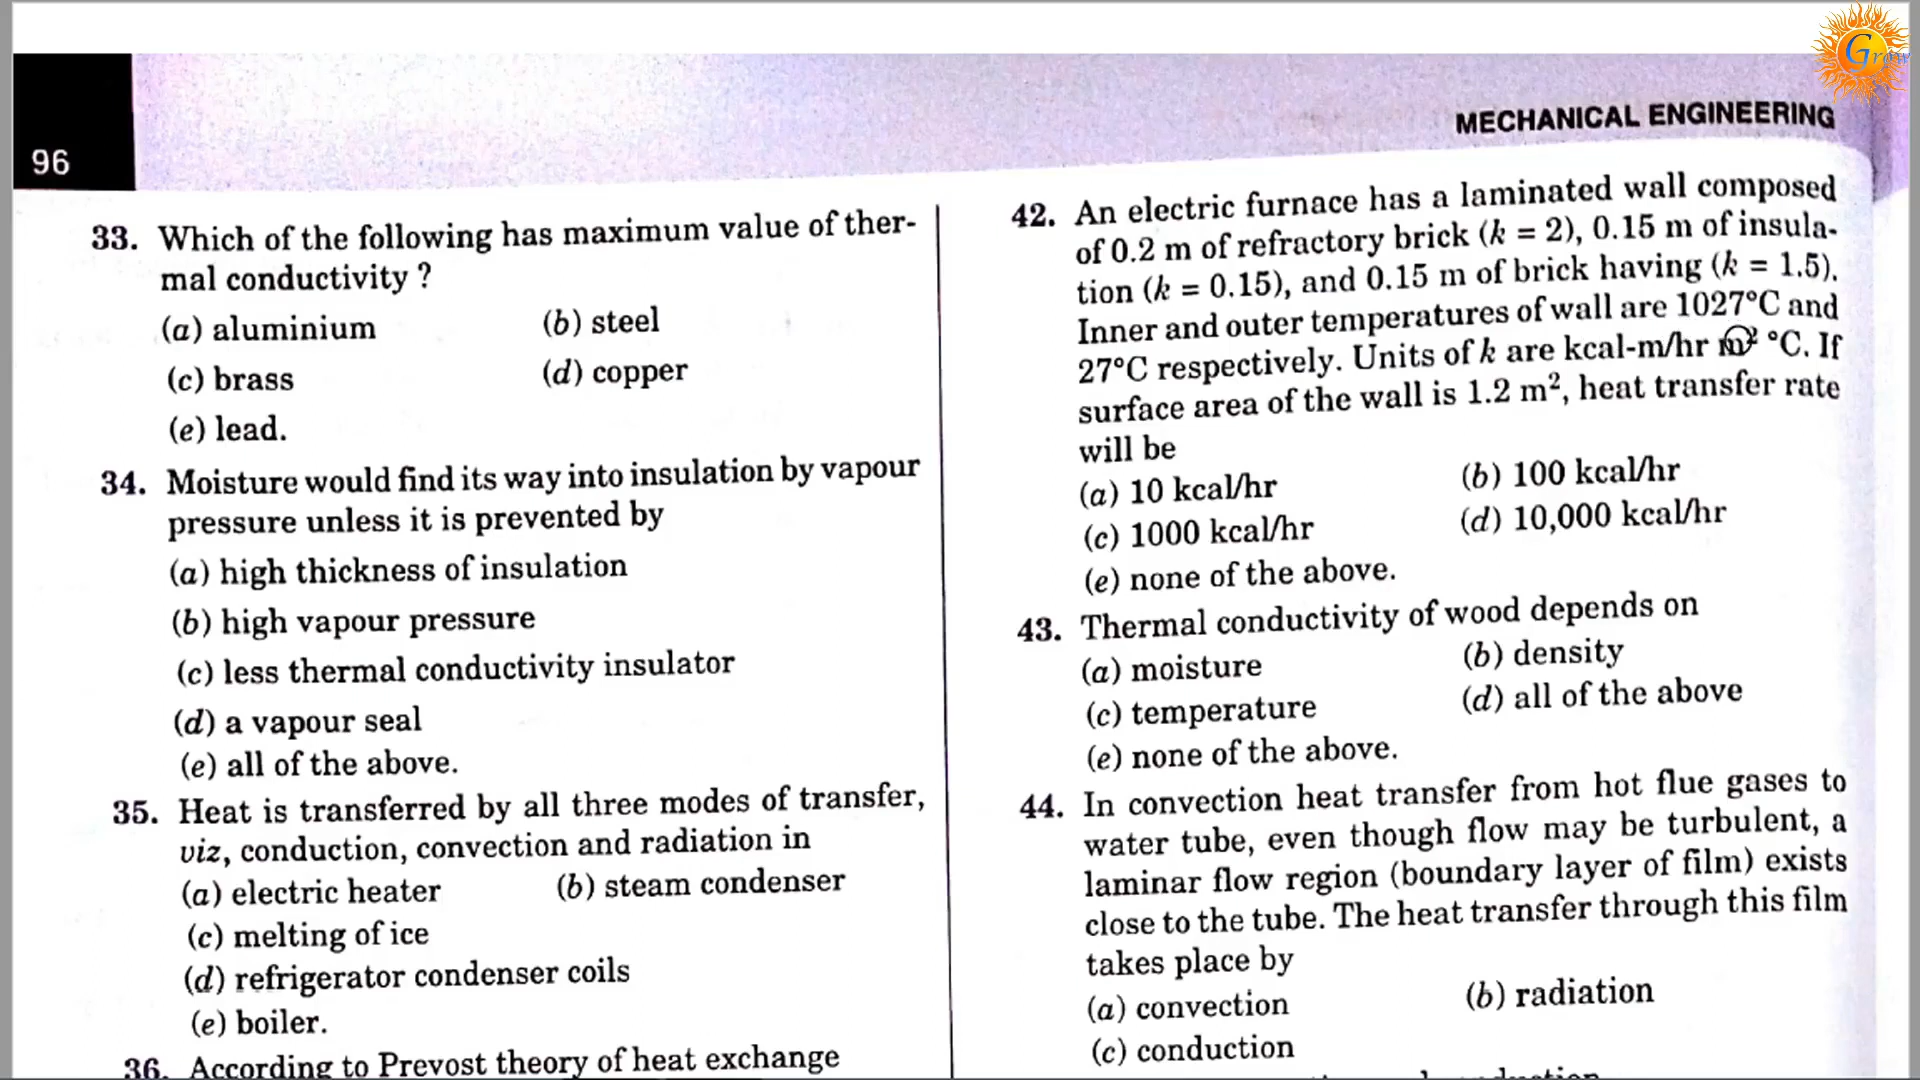 Grow
MECHANICAL ENGINEERING
96
33. Which of the following has maximum value of ther-
mal conductivity ?
(a) aluminium (b) steel
(c) brass (d) copper
(e) lead.
34. Moisture would find its way into insulation by vapour
pressure unless it is prevented by
(a) high thickness of insulation
(b) high vapour pressure
(c) less thermal conductivity insulator
(d) a vapour seal
(e) all of the above.
35. Heat is transferred by all three modes of transfer,
viz, conduction, convection and radiation in
(a) electric heater (b) steam condenser
(c) melting of ice
(d) refrigerator condenser coils
(e) boiler.
36. According to Prevost theory of heat exchange
42. An electric furnace has a laminated wall composed
of 0.2 m of refractory brick (k = 2), 0.15 m of insula-
tion (k = 0.15), and 0.15 m of brick having (k = 1.5).
Inner and outer temperatures of wall are 1027°C and
27°C respectively. Units of k are kcal-m/hr m² °C. If
surface area of the wall is 1.2 m², heat transfer rate
will be
(a) 10 kcal/hr (b) 100 kcal/hr
(c) 1000 kcal/hr (d) 10,000 kcal/hr
(e) none of the above.
43. Thermal conductivity of wood depends on
(a) moisture (b) density
(c) temperature (d) all of the above
(e) none of the above.
44. In convection heat transfer from hot flue gases to
water tube, even though flow may be turbulent, a
laminar flow region (boundary layer of film) exists
close to the tube. The heat transfer through this film
takes place by
(a) convection (b) radiation
(c) conduction